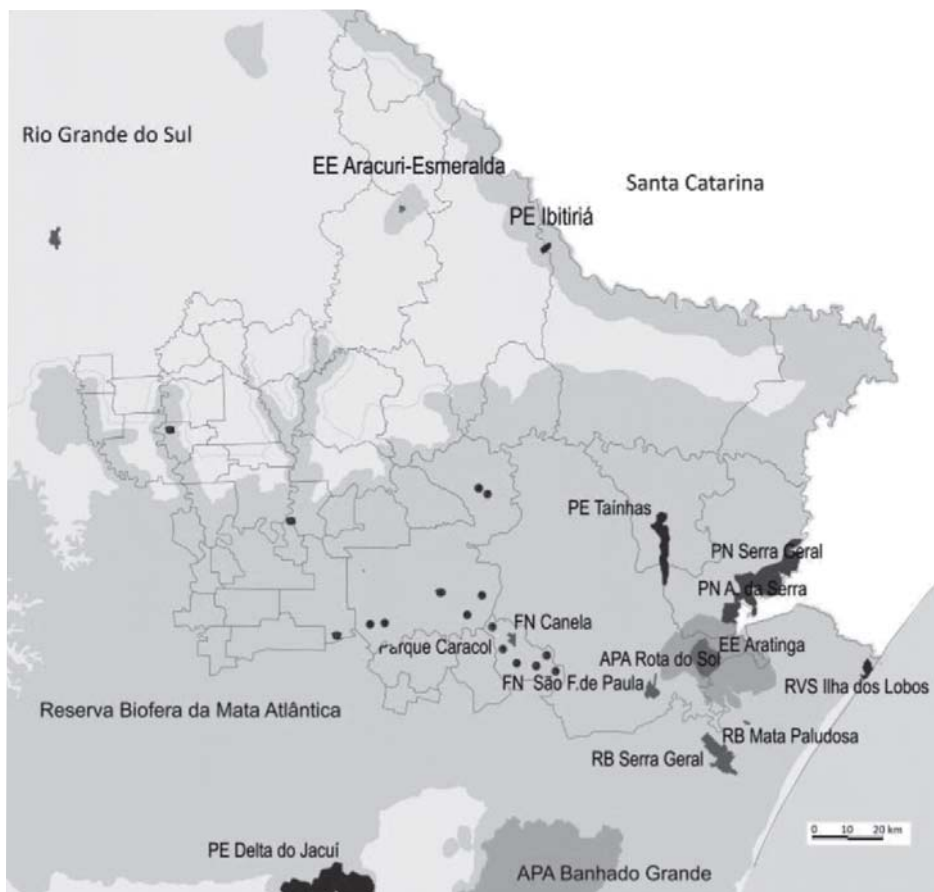 Rio Grande do Sul
EE Aracuri-Esmeralda
Santa Catarina
PE Ibitiriá
PE Taínhas
PN Serra Geral
PN A. da Serra
FN Canela
Parque Caracol
EE Aratinga
APA Rota do Sol
FN São F.de Paula
RVS Ilha dos Lobos
Reserva Biofera da Mata Atlântica
RB Mata Paludosa
RB Serra Geral
0 10 20 km
PE Delta do Jacuí
APA Banhado Grande